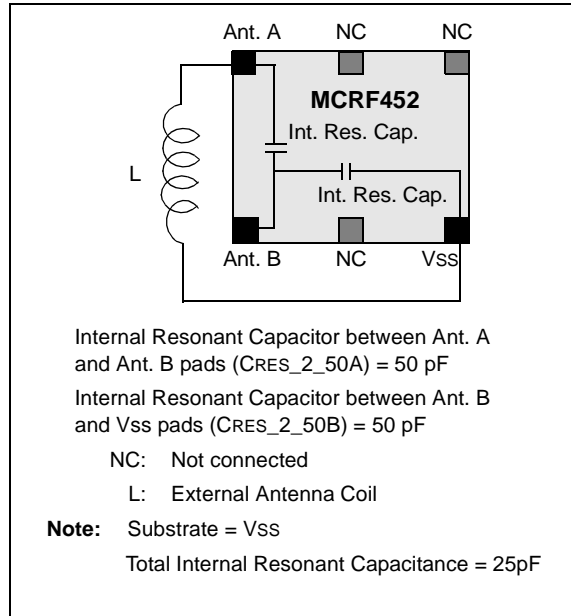 Ant. A NC NC
MCRF452
Int. Res. Cap.
L
Int. Res. Cap.
Ant. B NC VSS
Internal Resonant Capacitor between Ant. A
and Ant. B pads (CRES_2_50A) = 50 pF
Internal Resonant Capacitor between Ant. B
and Vss pads (CRES_2_50B) = 50 pF
NC: Not connected
L: External Antenna Coil
Note: Substrate = VSS
Total Internal Resonant Capacitance = 25pF